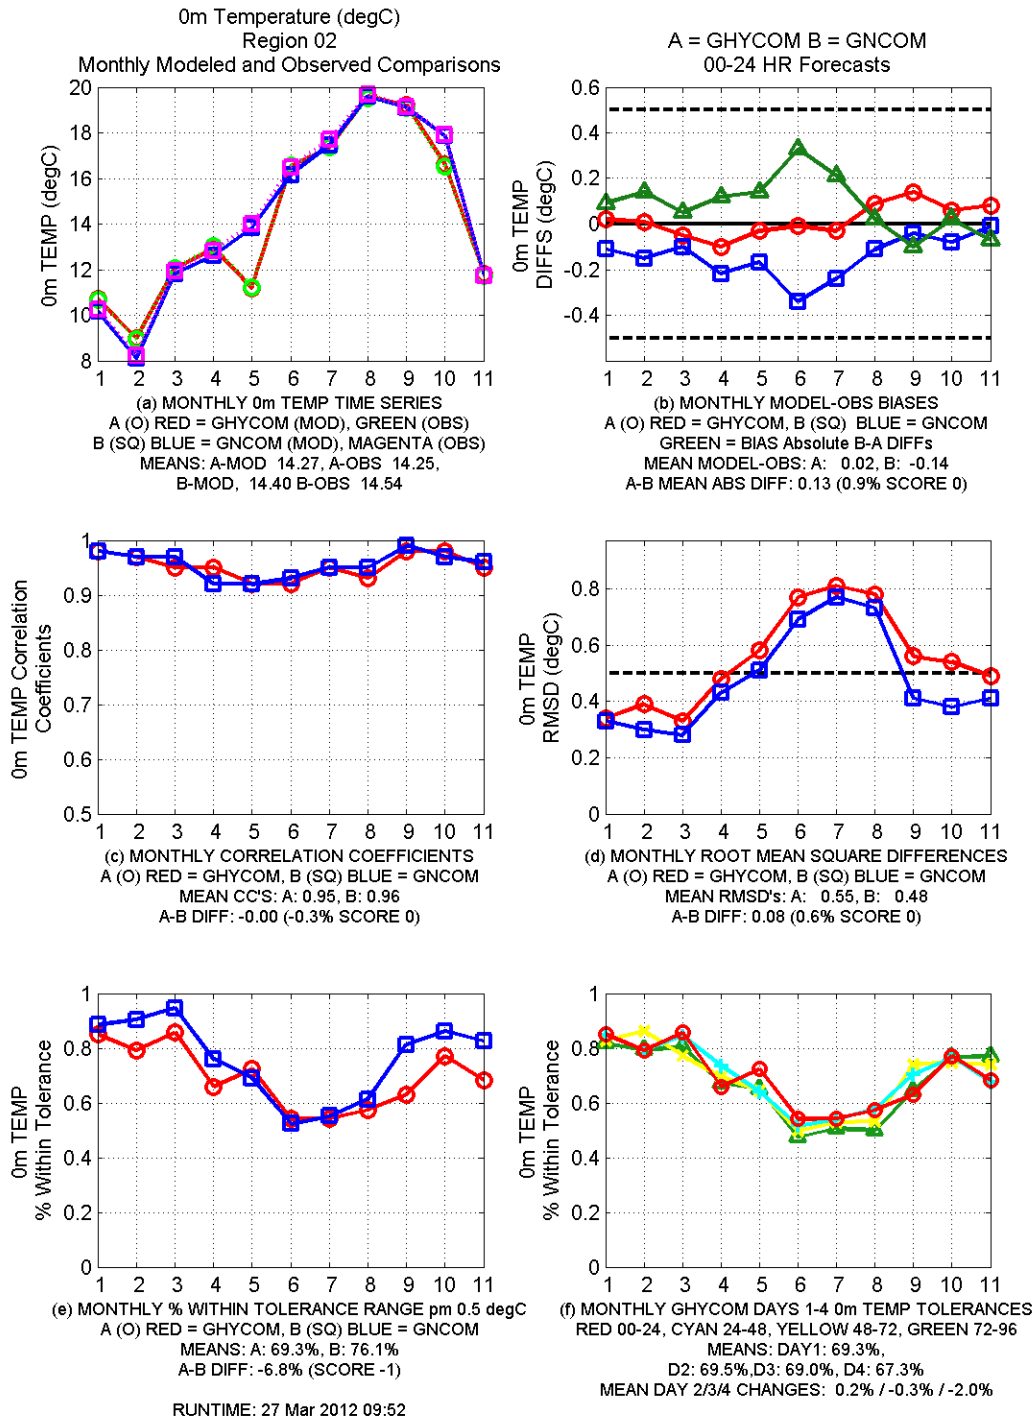 0m Temperature (degC)
Region 02
Monthly Modeled and Observed Comparisons
A = GHYCOM B = GNCOM
00-24 HR Forecasts
0m TEMP (degC)
20
18
16
14
12
10
8
1 2 3 4 5 6 7 8 9 10 11
(a) MONTHLY 0m TEMP TIME SERIES
A (O) RED = GHYCOM (MOD), GREEN (OBS)
B (SQ) BLUE = GNCOM (MOD), MAGENTA (OBS)
MEANS: A-MOD 14.27, A-OBS 14.25,
B-MOD, 14.40 B-OBS 14.54
0m TEMP
DIFFS (degC)
0.6
0.4
0.2
0
-0.2
-0.4
1 2 3 4 5 6 7 8 9 10 11
(b) MONTHLY MODEL-OBS BIASES
A (O) RED = GHYCOM, B (SQ) BLUE = GNCOM
GREEN = BIAS Absolute B-A DIFFs
MEAN MODEL-OBS: A: 0.02, B: -0.14
A-B MEAN ABS DIFF: 0.13 (0.9% SCORE 0)
0m TEMP Correlation
Coefficients
1
0.9
0.8
0.7
0.6
0.5
1 2 3 4 5 6 7 8 9 10 11
(c) MONTHLY CORRELATION COEFFICIENTS
A (O) RED = GHYCOM, B (SQ) BLUE = GNCOM
MEAN CC'S: A: 0.95, B: 0.96
A-B DIFF: -0.00 (-0.3% SCORE 0)
0m TEMP
RMSD (degC)
0.8
0.6
0.4
0.2
0
1 2 3 4 5 6 7 8 9 10 11
(d) MONTHLY ROOT MEAN SQUARE DIFFERENCES
A (O) RED = GHYCOM, B (SQ) BLUE = GNCOM
MEAN RMSD's: A: 0.55, B: 0.48
A-B DIFF: 0.08 (0.6% SCORE 0)
0m TEMP
% Within Tolerance
1
0.8
0.6
0.4
0.2
0
1 2 3 4 5 6 7 8 9 10 11
(e) MONTHLY % WITHIN TOLERANCE RANGE pm 0.5 degC
A (O) RED = GHYCOM, B (SQ) BLUE = GNCOM
MEANS: A: 69.3%, B: 76.1%
A-B DIFF: -6.8% (SCORE -1)
0m TEMP
% Within Tolerance
1
0.8
0.6
0.4
0.2
0
1 2 3 4 5 6 7 8 9 10 11
(f) MONTHLY GHYCOM DAYS 1-4 0m TEMP TOLERANCES
RED 00-24, CYAN 24-48, YELLOW 48-72, GREEN 72-96
MEANS: DAY1: 69.3%,
D2: 69.5%,D3: 69.0%, D4: 67.3%
MEAN DAY 2/3/4 CHANGES: 0.2% / -0.3% / -2.0%
RUNTIME: 27 Mar 2012 09:52